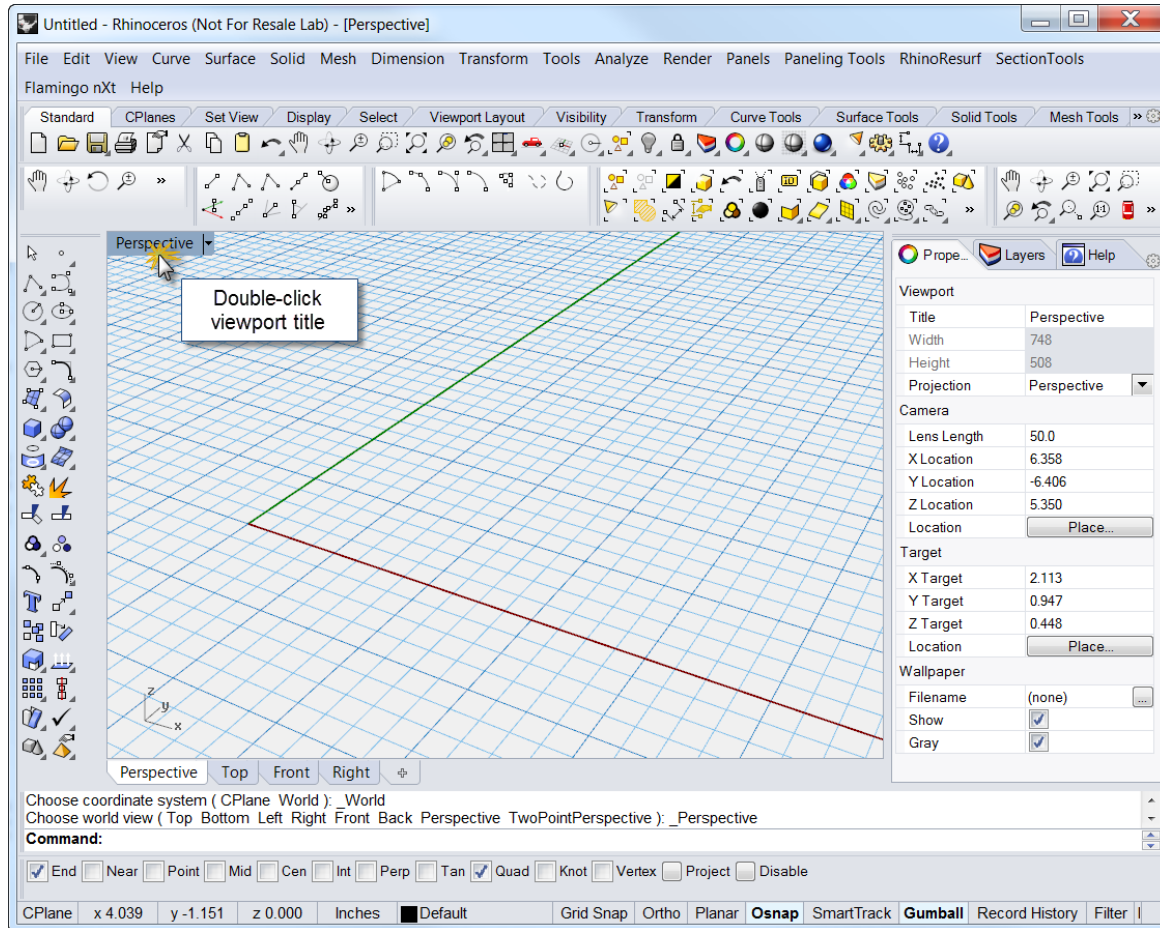 Untitled - Rhinoceros (Not For Resale Lab) - [Perspective]
File Edit View Curve Surface Solid Mesh Dimension Transform Tools Analyze Render Panels Paneling Tools RhinoResurf SectionTools
Flamingo nXt Help
Standard CPlanes Set View Display Select Viewport Layout Visibility Transform Curve Tools Surface Tools Solid Tools Mesh Tools »
Perspective
Double-click
viewport title
Prope... Layers Help
Viewport
Title Perspective
Width 748
Height 508
Projection Perspective
Camera
Lens Length 50.0
X Location 6.358
Y Location -6.406
Z Location 5.350
Location Place...
Target
X Target 2.113
Y Target 0.947
Z Target 0.448
Location Place...
Wallpaper
Filename (none) ...
Show
Gray
z
y
x
Perspective Top Front Right
Choose coordinate system ( CPlane World ): _World
Choose world view ( Top Bottom Left Right Front Back Perspective TwoPointPerspective ): _Perspective
Command:
End Near Point Mid Cen Int Perp Tan Quad Knot Vertex Project Disable
CPlane x 4.039 y -1.151 z 0.000 Inches Default Grid Snap Ortho Planar Osnap SmartTrack Gumball Record History Filter